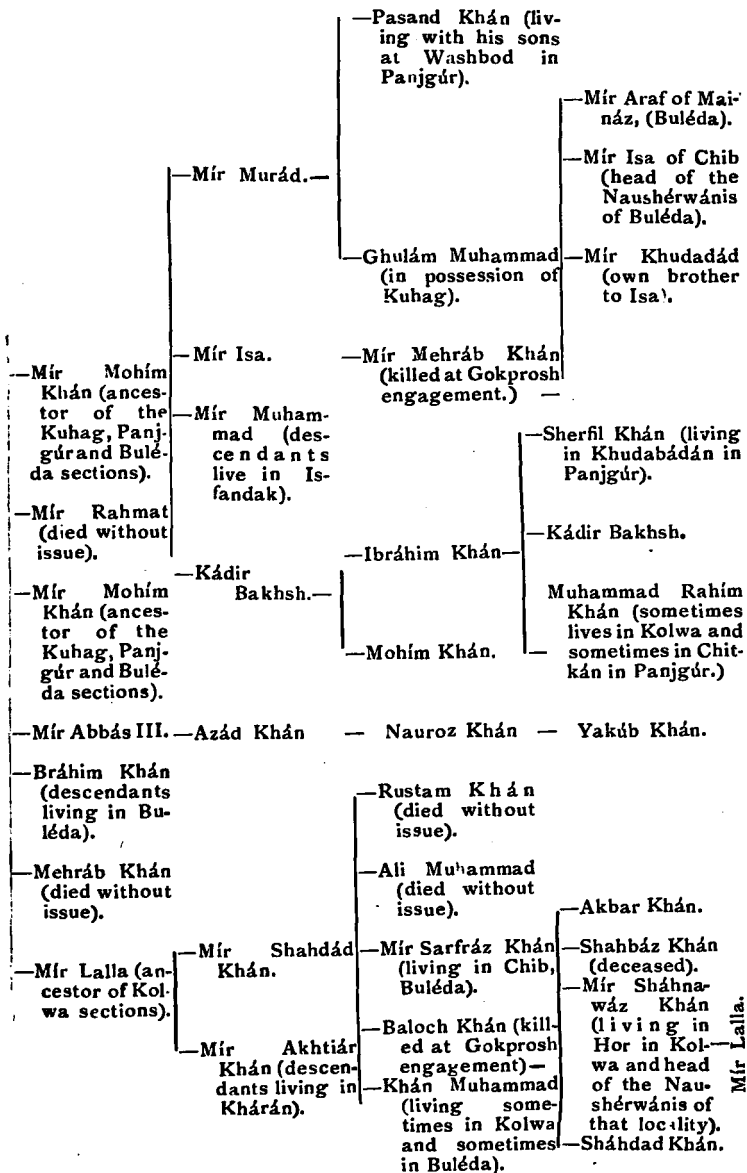 —Pasand Khán (liv-
ing with his sons
at Washbod in
Panjgúr).
—Mír Araf of Mai-
náz, (Buléda).
—Mír Isa of Chib
(head of the
Naushérwánis
of Buléda).
—Mír Murád.—
Ghulám Muhammad
(in possession of
Kuhag).
—Mír Khudadád
(own brother
to Isa).
—Mír Isa.
—Mír Mehráb Khán
(killed at Gokprosh
engagement.) —
—Mír Mohím
Khán (ances-
tor of the
Kuhag, Panj-
gúr and Bulé-
da sections).
—Mír Muham-
mad (des-
cendants
live in Is-
fandak).
—Sherfil Khán (living
in Khudabádán in
Panjgúr).
—Mír Rahmat
(died without
issue).
—Kádir
Bakhsh.—
—Ibráhim Khán—
—Kádir Bakhsh.
—Mír Mohím
Khán (ances-
tor of the
Kuhag, Panj-
gúr and Bulé-
da sections).
—Mohím Khán.
Muhammad Rahím
Khán (sometimes
lives in Kolwa and
sometimes in Chit-
— kán in Panjgúr.)
—Mír Abbás III.—Azád Khán — Nauroz Khán — Yakúb Khán.
—Bráhim Khán
(descendants
living in Bu-
léda).
—Rustam Khán
(died without
issue).
—Mehráb Khán
(died without
issue).
—Ali Muhammad
(died without
issue).
—Akbar Khán.
—Mír Lalla (an-
cestor of Kol-
wa sections).
—Mír Shahdád
Khán.
—Mír Sarfráz Khán
(living in Chib,
Buléda).
—Shahbáz Khán
(deceased).
—Mír Sháhna-
wáz Khán
(living in
Hor in Kol-
wa and head
of the Nau-
shérwánis of
that locality).
Mír Lalla.
—Mír Akhtiár
Khán (descen-
dants living in
Khárán).
—Baloch Khán (kill-
ed at Gokprosh
engagement)—
—Khán Muhammad
(living some-
times in Kolwa
and sometimes
in Buléda).
—Sháhdad Khán.